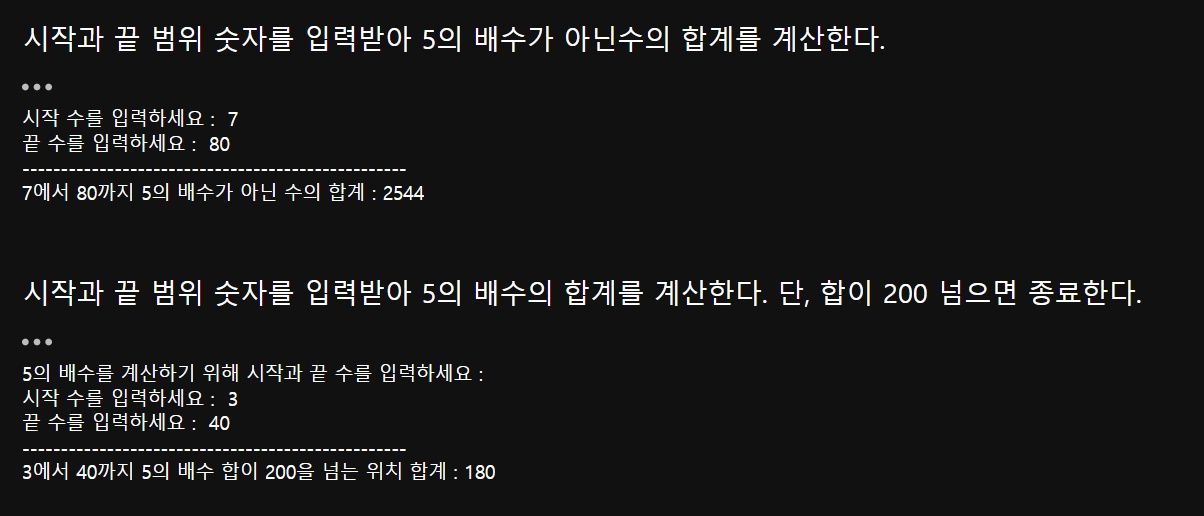 시작과 끝 범위 숫자를 입력받아 5의 배수가 아닌수의 합계를 계산한다.
시작 수를 입력하세요 : 7
끝 수를 입력하세요 : 80
--------------------------------------------------
7에서 80까지 5의 배수가 아닌 수의 합계 : 2544
시작과 끝 범위 숫자를 입력받아 5의 배수의 합계를 계산한다. 단, 합이 200 넘으면 종료한다.
5의 배수를 계산하기 위해 시작과 끝 수를 입력하세요 :
시작 수를 입력하세요 : 3
끝 수를 입력하세요 : 40
--------------------------------------------------
3에서 40까지 5의 배수 합이 200을 넘는 위치 합계 : 180